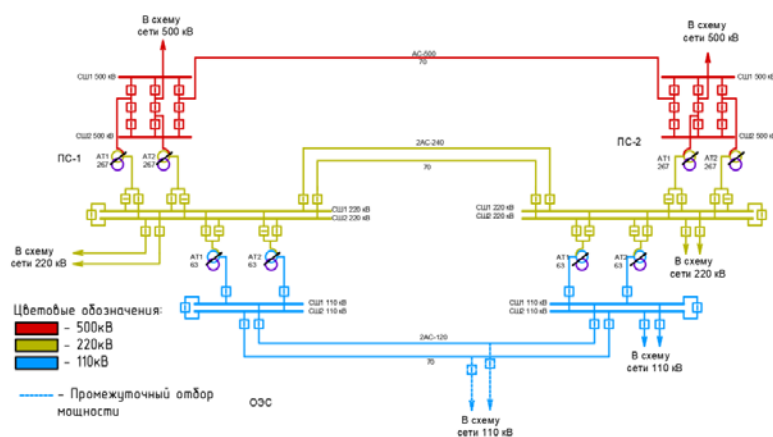 В схему
сети 500 кВ
В схему
сети 500 кВ
АС-500
70
СШ1 500 кВ
СШ1 500 кВ
СШ2 500 кВ
СШ2 500 кВ
ПС-1
ПС-2
2АС-240
70
АТ1
267
АТ2
267
АТ1
267
АТ2
267
СШ1 220 кВ
СШ2 220 кВ
СШ1 220 кВ
СШ2 220 кВ
В схему
сети 220 кВ
В схему
сети 220 кВ
АТ1
63
АТ2
63
АТ1
63
АТ2
63
СШ1 110 кВ
СШ2 110 кВ
СШ1 110 кВ
СШ2 110 кВ
2АС-120
70
В схему
сети 110 кВ
В схему
сети 110 кВ
Цветовые обозначения:
- 500кВ
- 220кВ
- 110кВ
- Промежуточный отбор
мощности
ОЭС